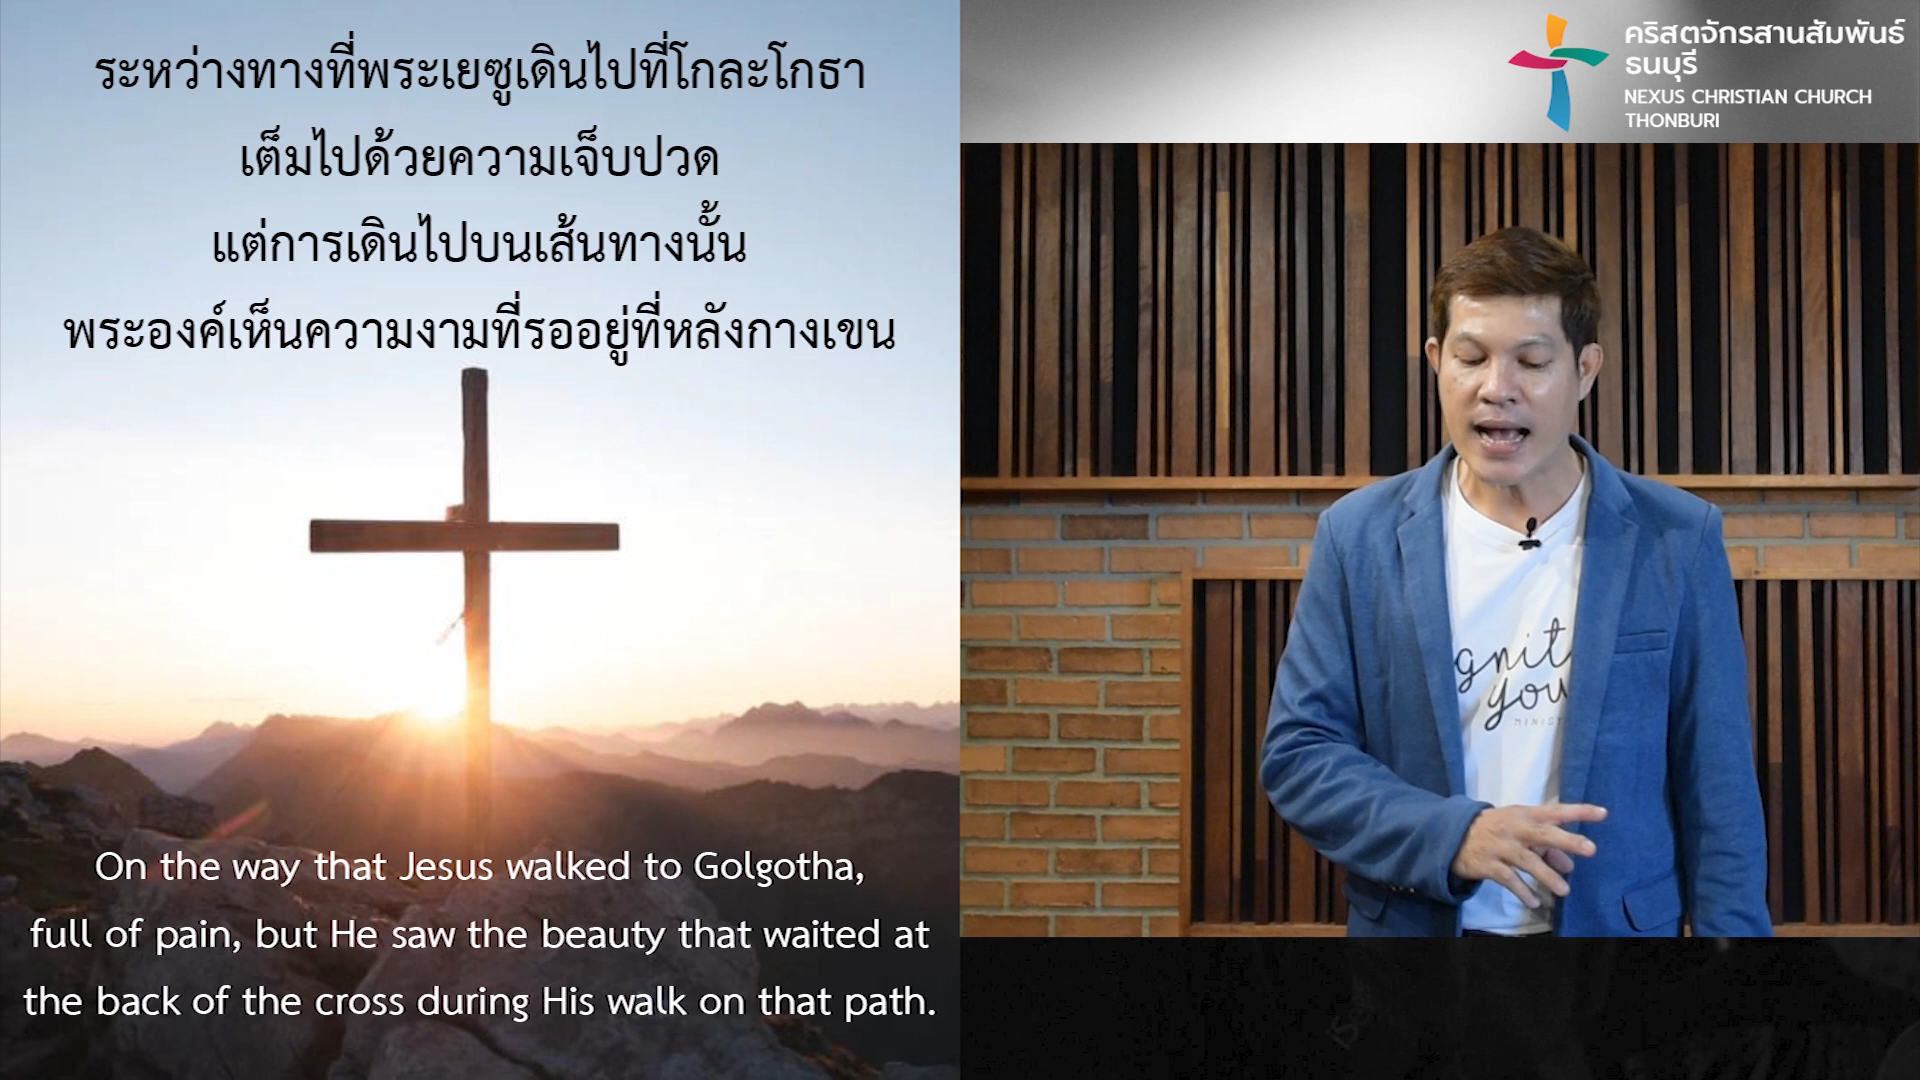 ระหว่างทางที่พระเยซูเดินไปที่โกละโกธา
เต็มไปด้วยความเจ็บปวด
แต่การเดินไปบนเส้นทางนั้น
พระองค์เห็นความงามที่รออยู่ที่หลังกางเขน
On the way that Jesus walked to Golgotha,
full of pain, but He saw the beauty that waited at
the back of the cross during His walk on that path.
คริสตจักรสานสัมพันธ์
ธนบุรี
NEXUS CHRISTIAN CHURCH
THONBURI
gnit
you
MINIST